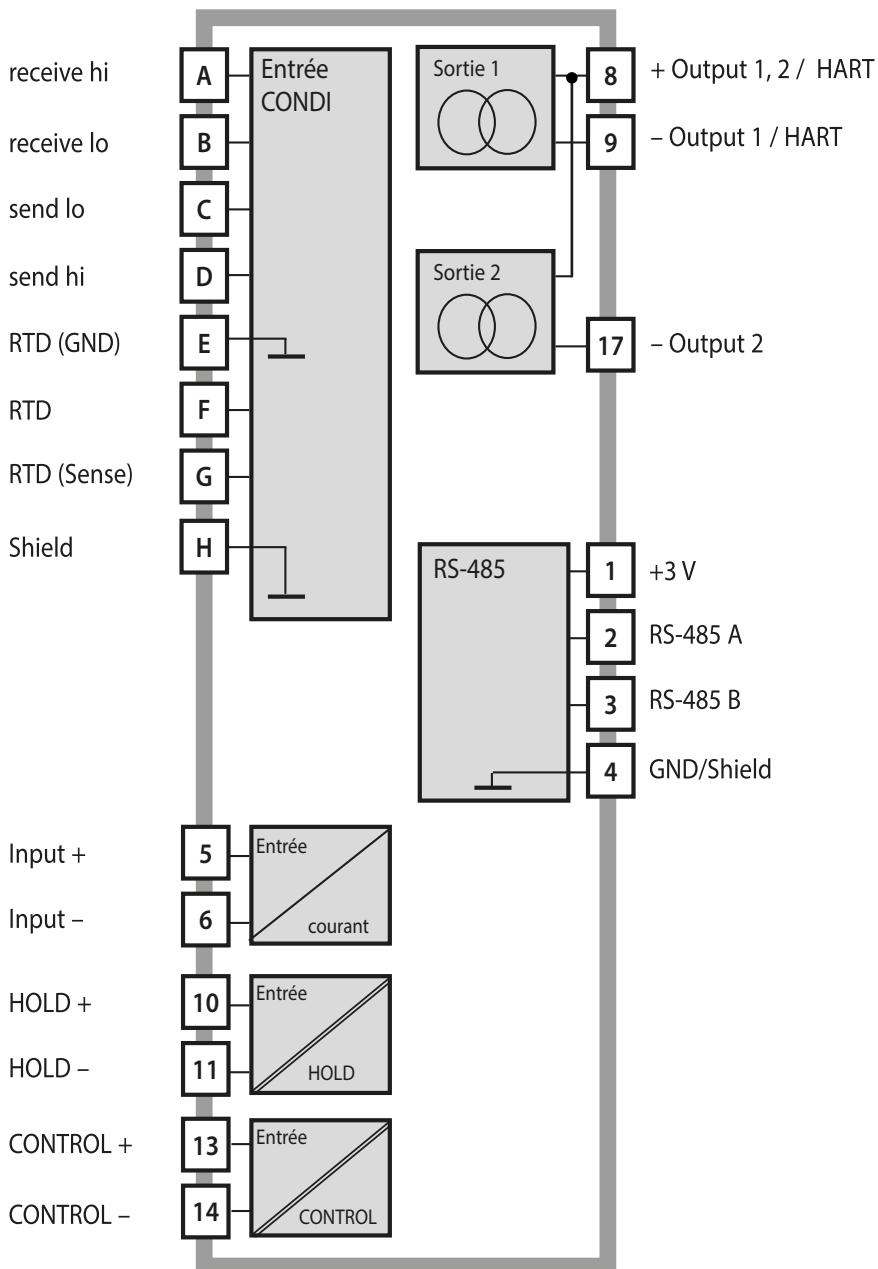 receive hi
A
Entrée
CONDI
receive lo
B
send lo
C
send hi
D
RTD (GND)
E
RTD
F
RTD (Sense)
G
Shield
H
Sortie 1
8
+ Output 1, 2 / HART
9
– Output 1 / HART
Sortie 2
17
– Output 2
RS-485
1
+3 V
2
RS-485 A
3
RS-485 B
4
GND/Shield
Input +
5
Entrée
Input –
6
courant
HOLD +
10
Entrée
HOLD –
11
HOLD
CONTROL +
13
Entrée
CONTROL –
14
CONTROL